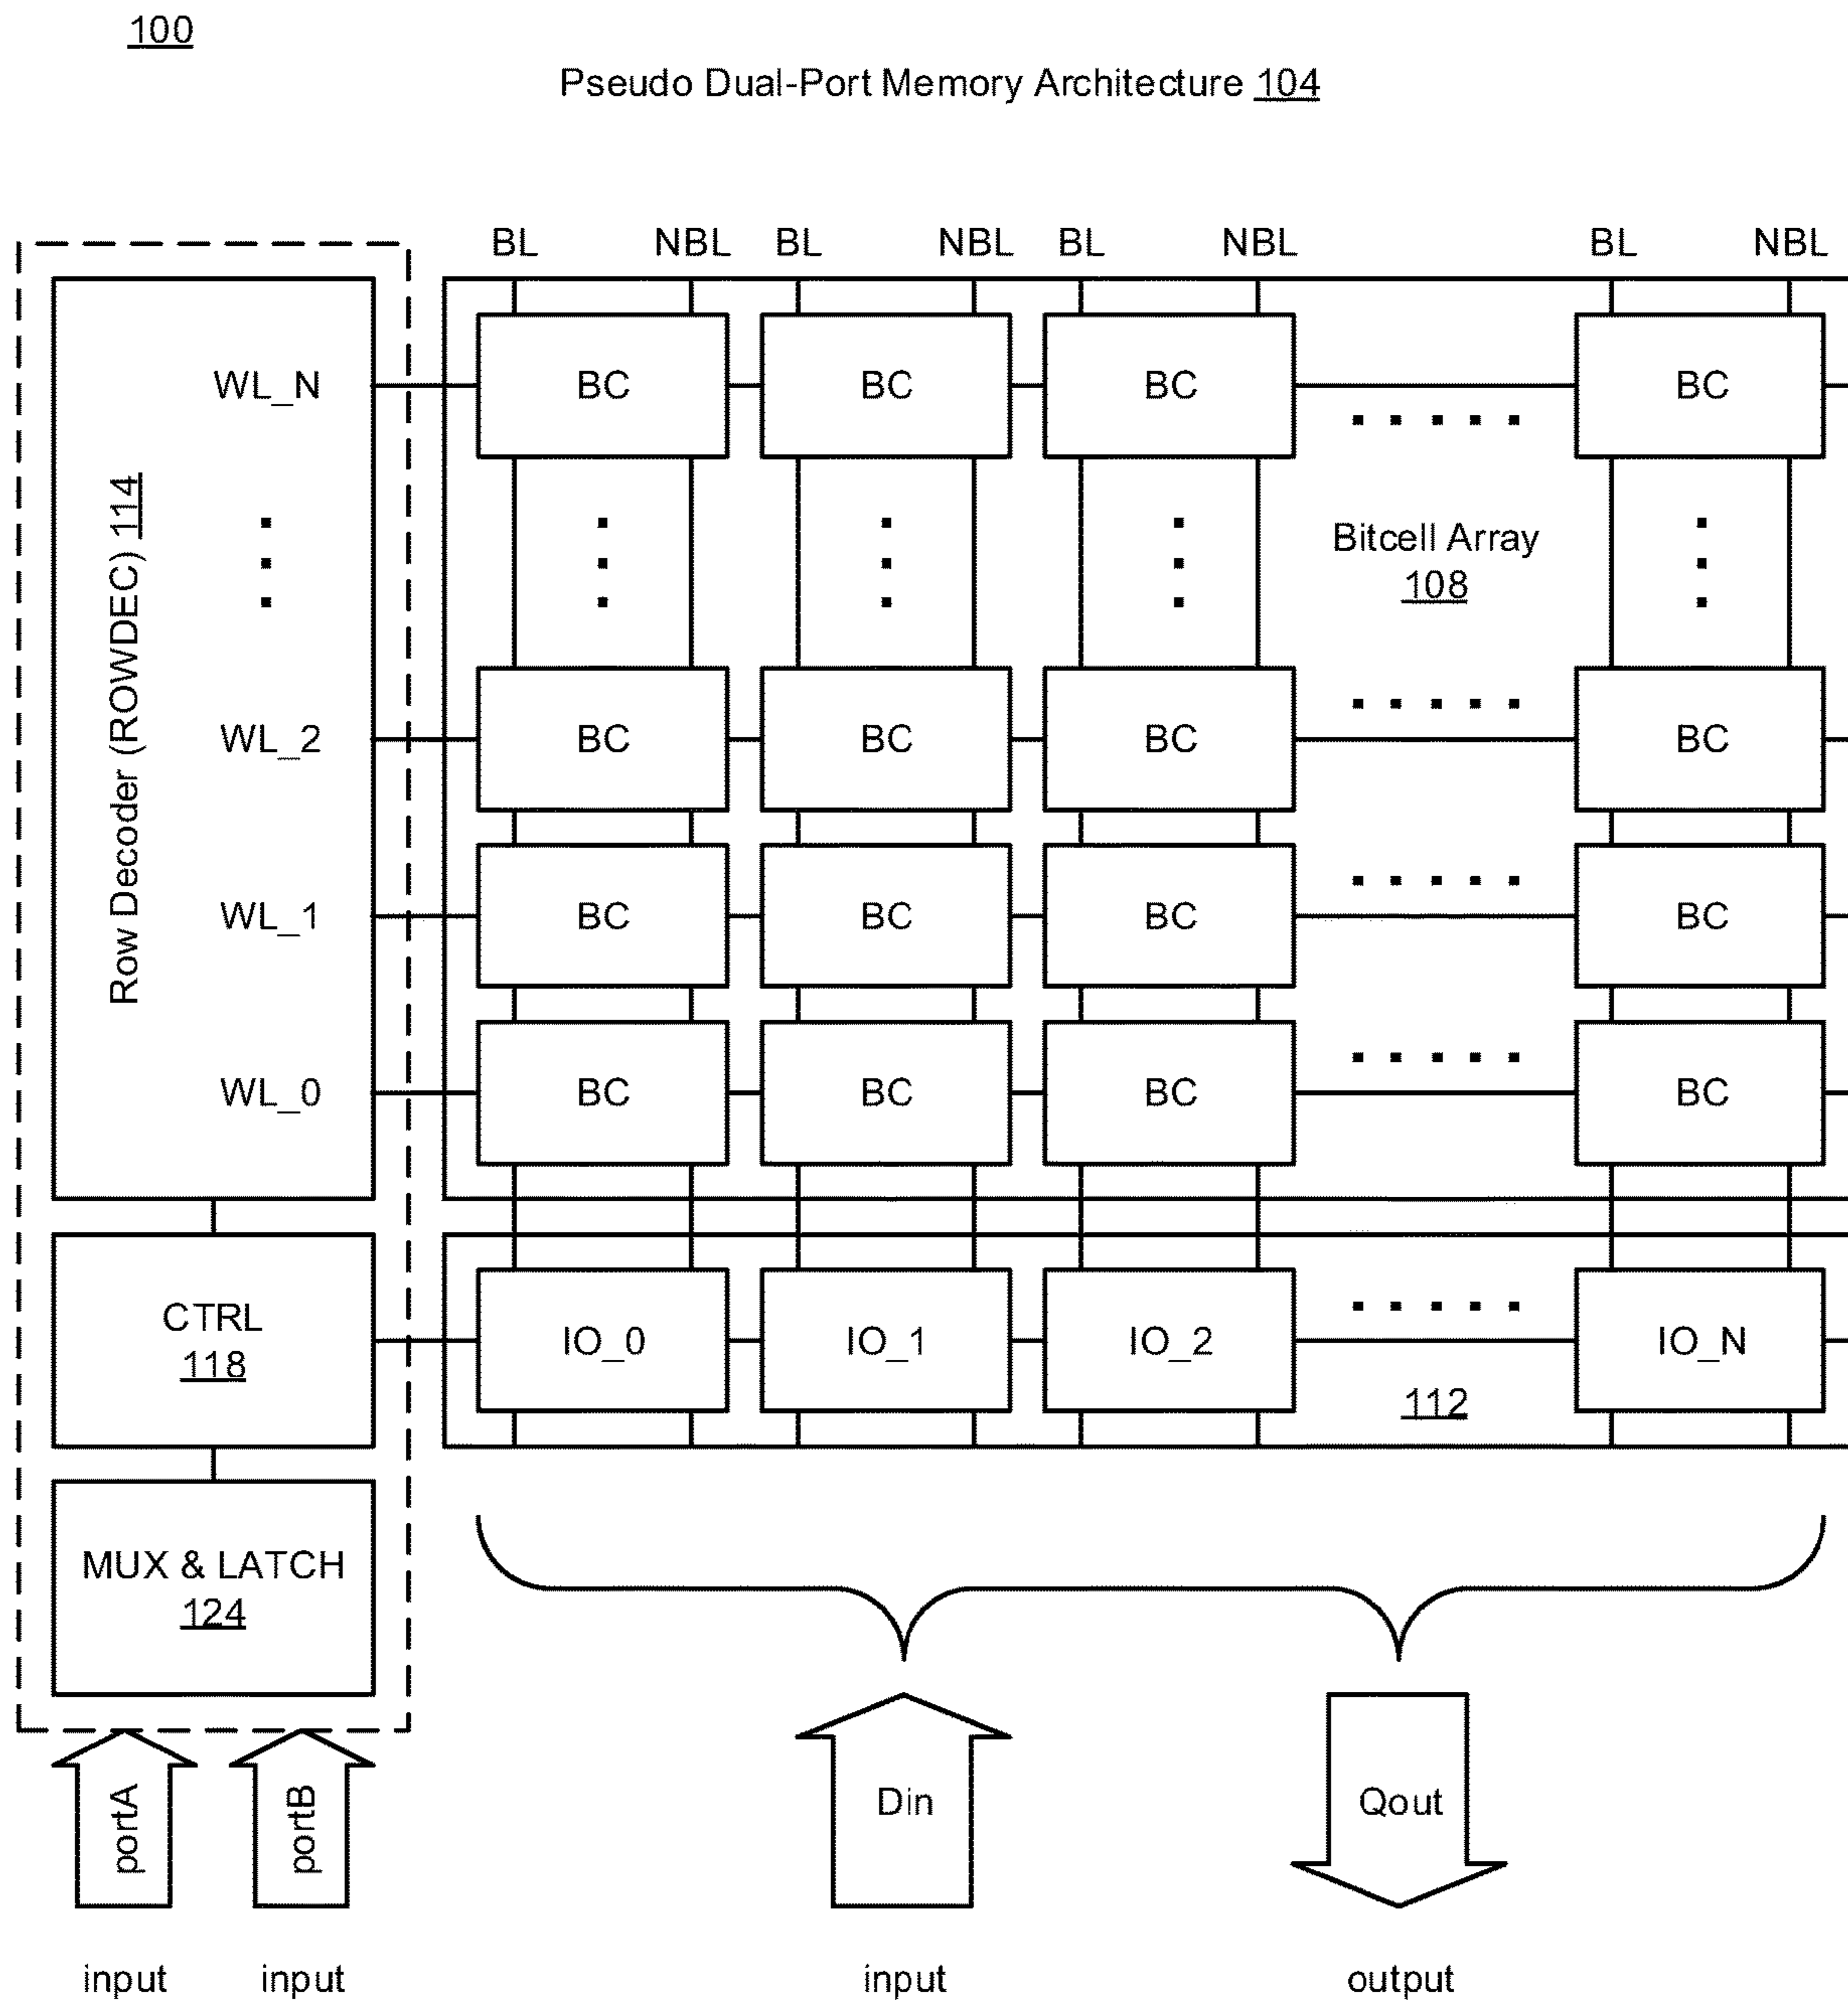 100
Pseudo Dual-Port Memory Architecture 104
BL NBL BL NBL BL NBL BL NBL
Row Decoder (ROWDEC) 114
WL_N BC BC BC BC
Bitcell Array
108
WL_2 BC BC BC BC
WL_1 BC BC BC BC
WL_0 BC BC BC BC
CTRL
118
IO_0 IO_1 IO_2 IO_N
112
MUX & LATCH
124
portA portB Din Qout
input input input output